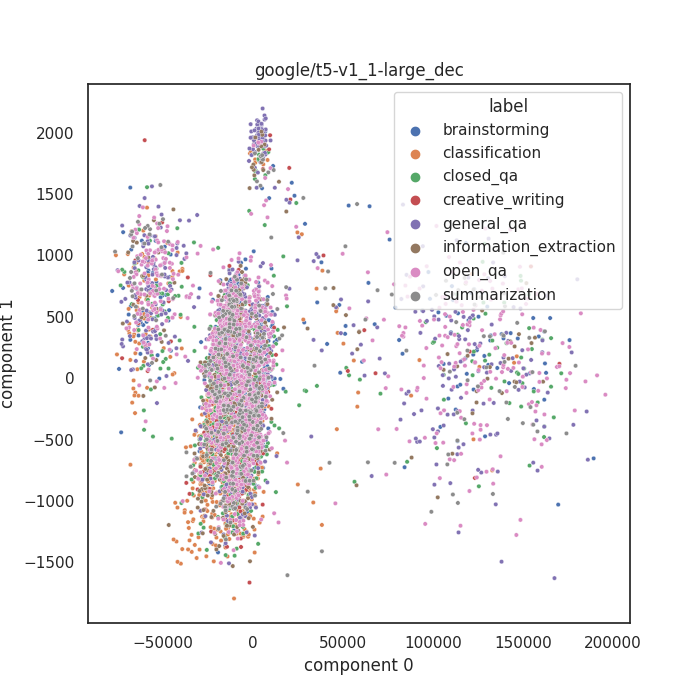 google/t5-v1_1-large_dec
label
brainstorming
classification
closed_qa
creative_writing
general_qa
information_extraction
open_qa
summarization
2000
1500
1000
500
0
−500
−1000
−1500
component 1
−50000
0
50000
100000
150000
200000
component 0